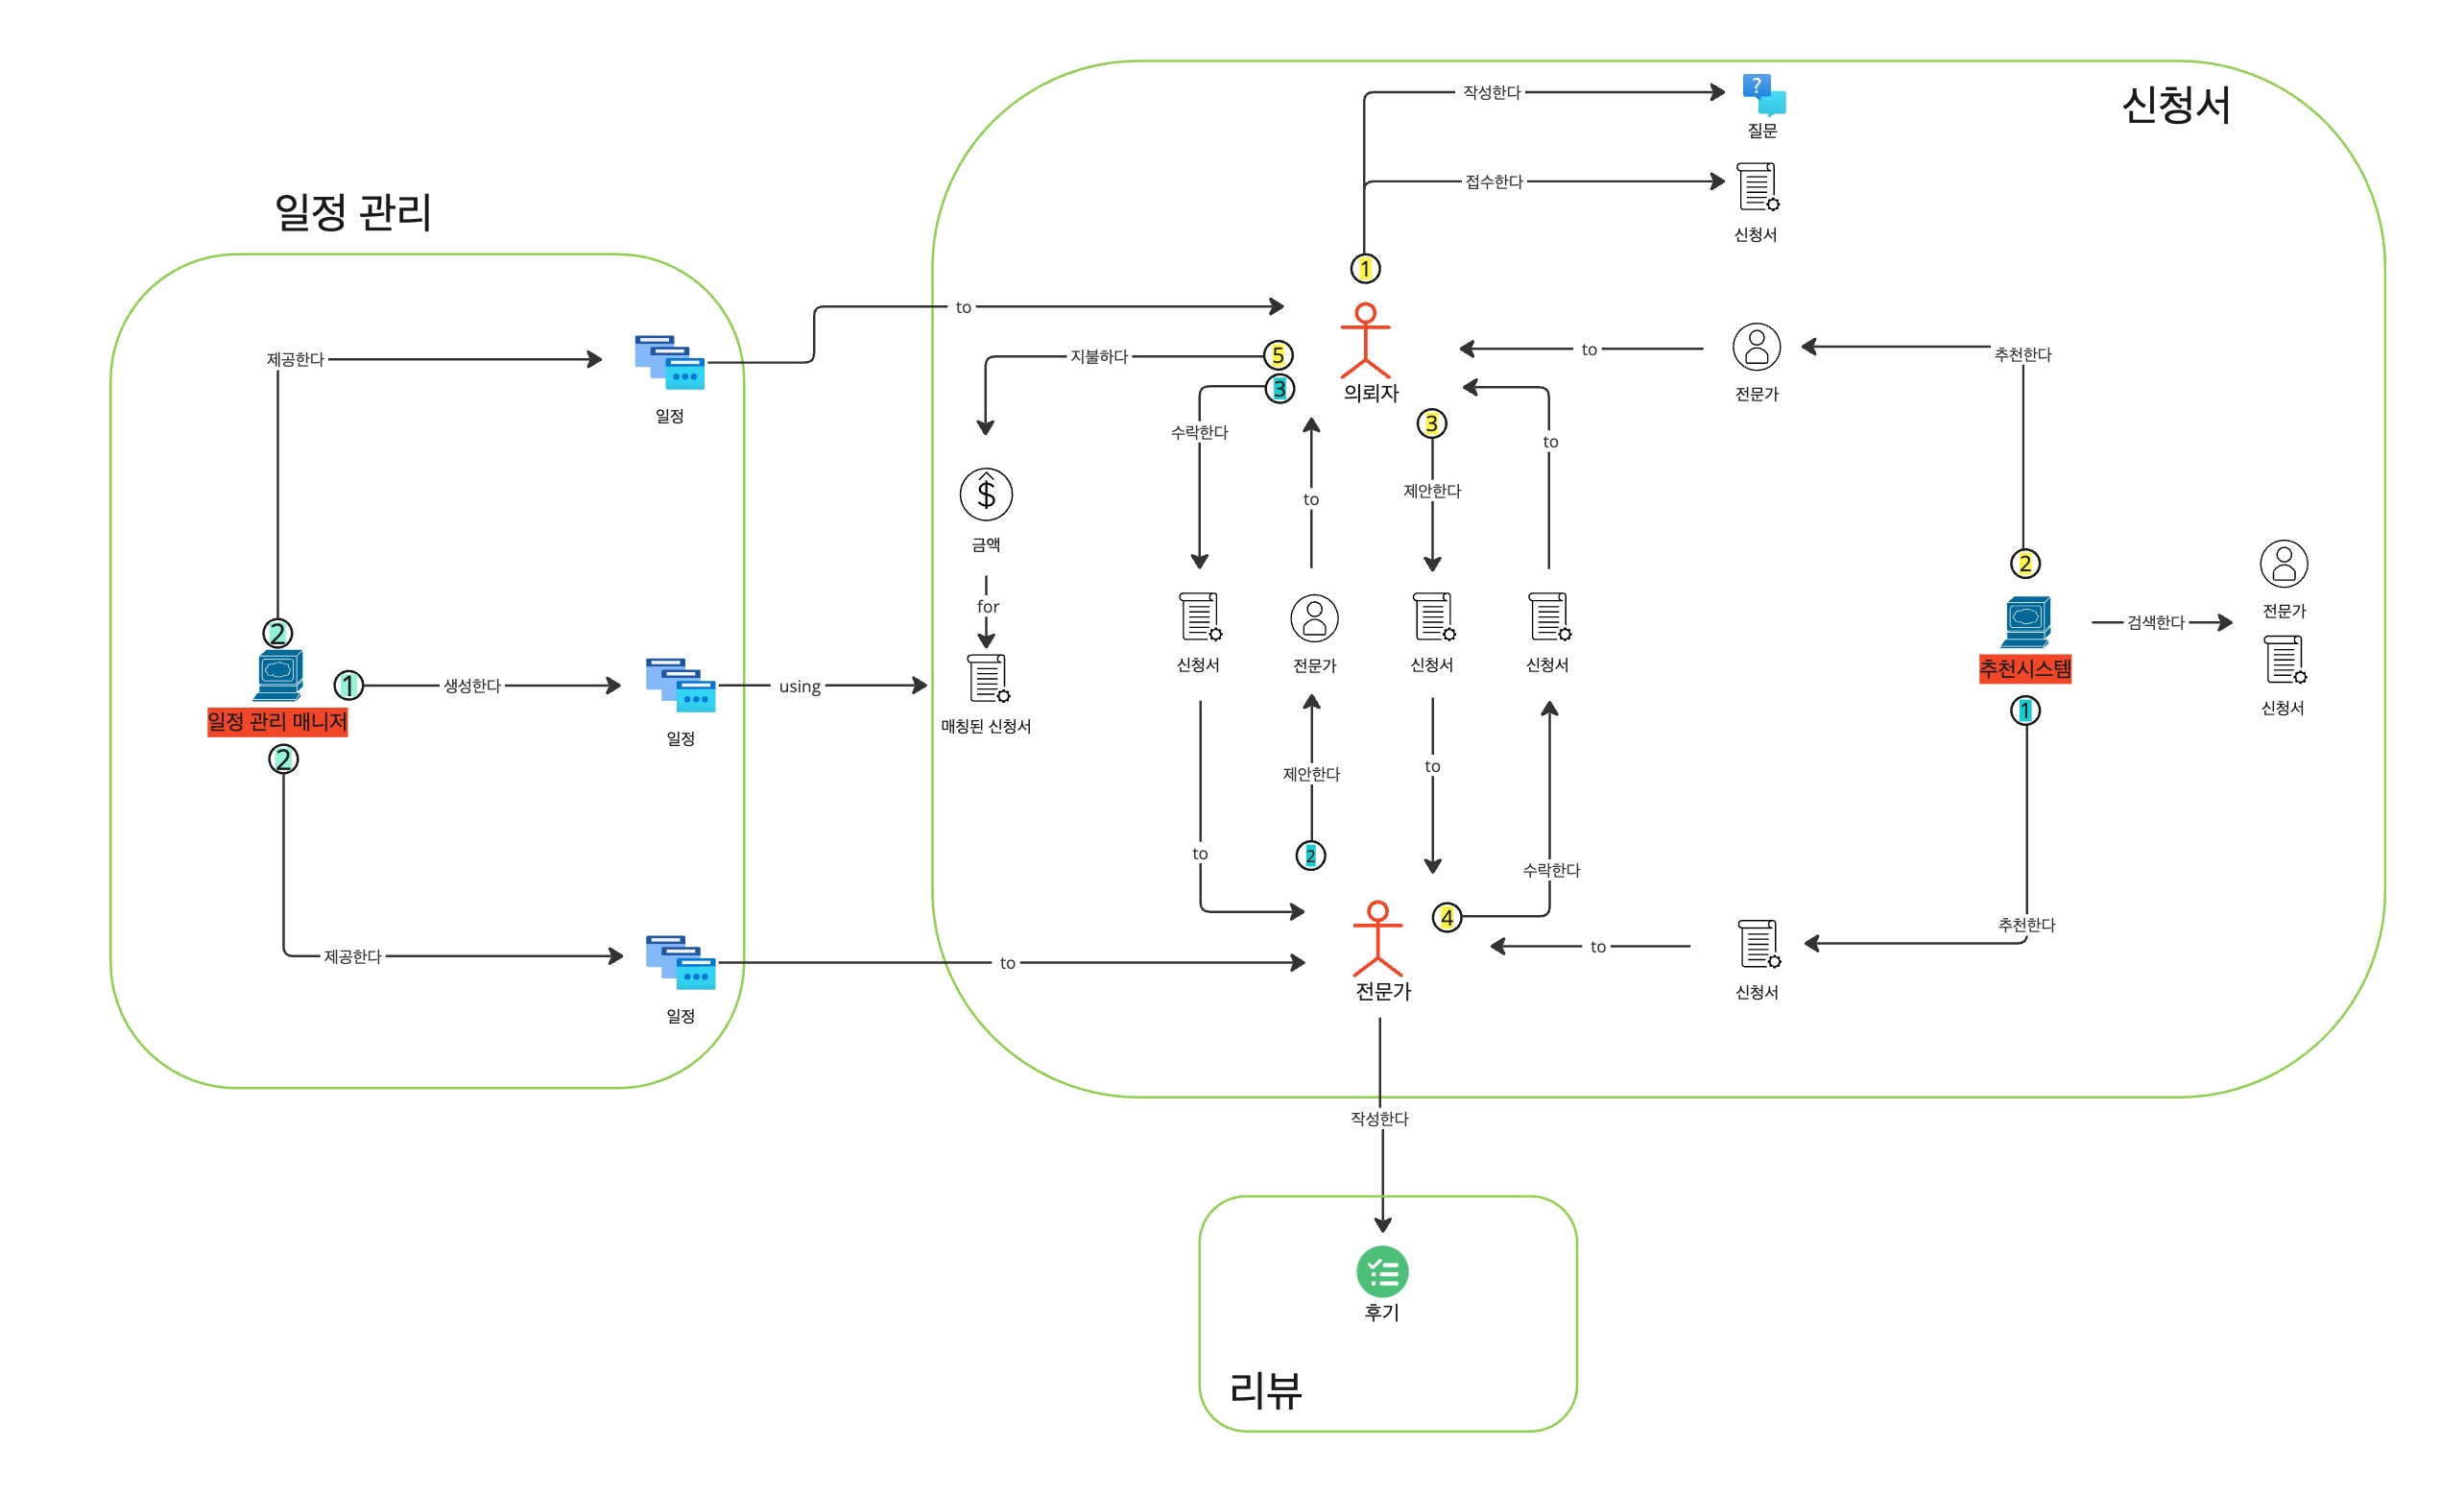 신청서
작성한다
?
질문
접수한다
신청서
일정 관리
1
to
의뢰자
5
지불하다
3
수락한다
to
전문가
추천한다
제공한다
일정
3
제안한다
to
to
$
금액
for
매칭된 신청서
신청서
전문가
신청서
신청서
2
추천시스템
1
검색한다
전문가
신청서
2
일정 관리 매니저
1
생성한다
일정
using
2
제공한다
일정
to
제안한다
2
to
to
수락한다
4
전문가
추천한다
to
신청서
작성한다
후기
리뷰